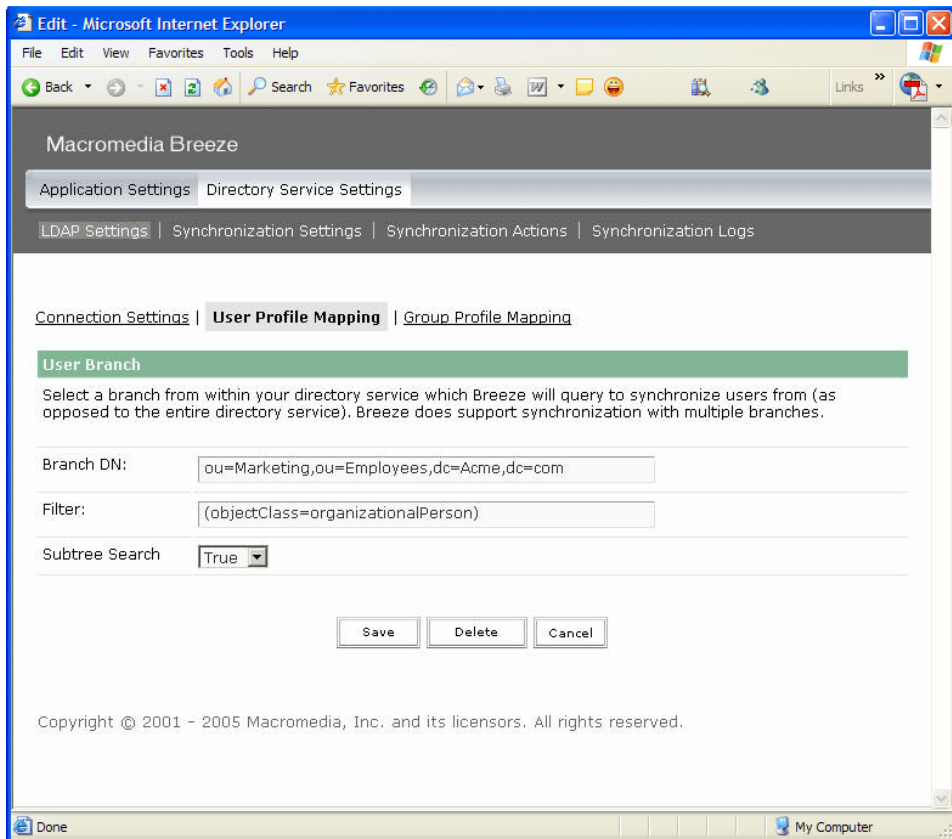 Edit - Microsoft Internet Explorer
File Edit View Favorites Tools Help
Back Search Favorites W Links »
Macromedia Breeze
Application Settings Directory Service Settings
LDAP Settings | Synchronization Settings | Synchronization Actions | Synchronization Logs
Connection Settings | User Profile Mapping | Group Profile Mapping
User Branch
Select a branch from within your directory service which Breeze will query to synchronize users from (as
opposed to the entire directory service). Breeze does support synchronization with multiple branches.
Branch DN: ou=Marketing,ou=Employees,dc=Acme,dc=com
Filter: (objectClass=organizationalPerson)
Subtree Search True
Save Delete Cancel
Copyright © 2001 - 2005 Macromedia, Inc. and its licensors. All rights reserved.
Done My Computer